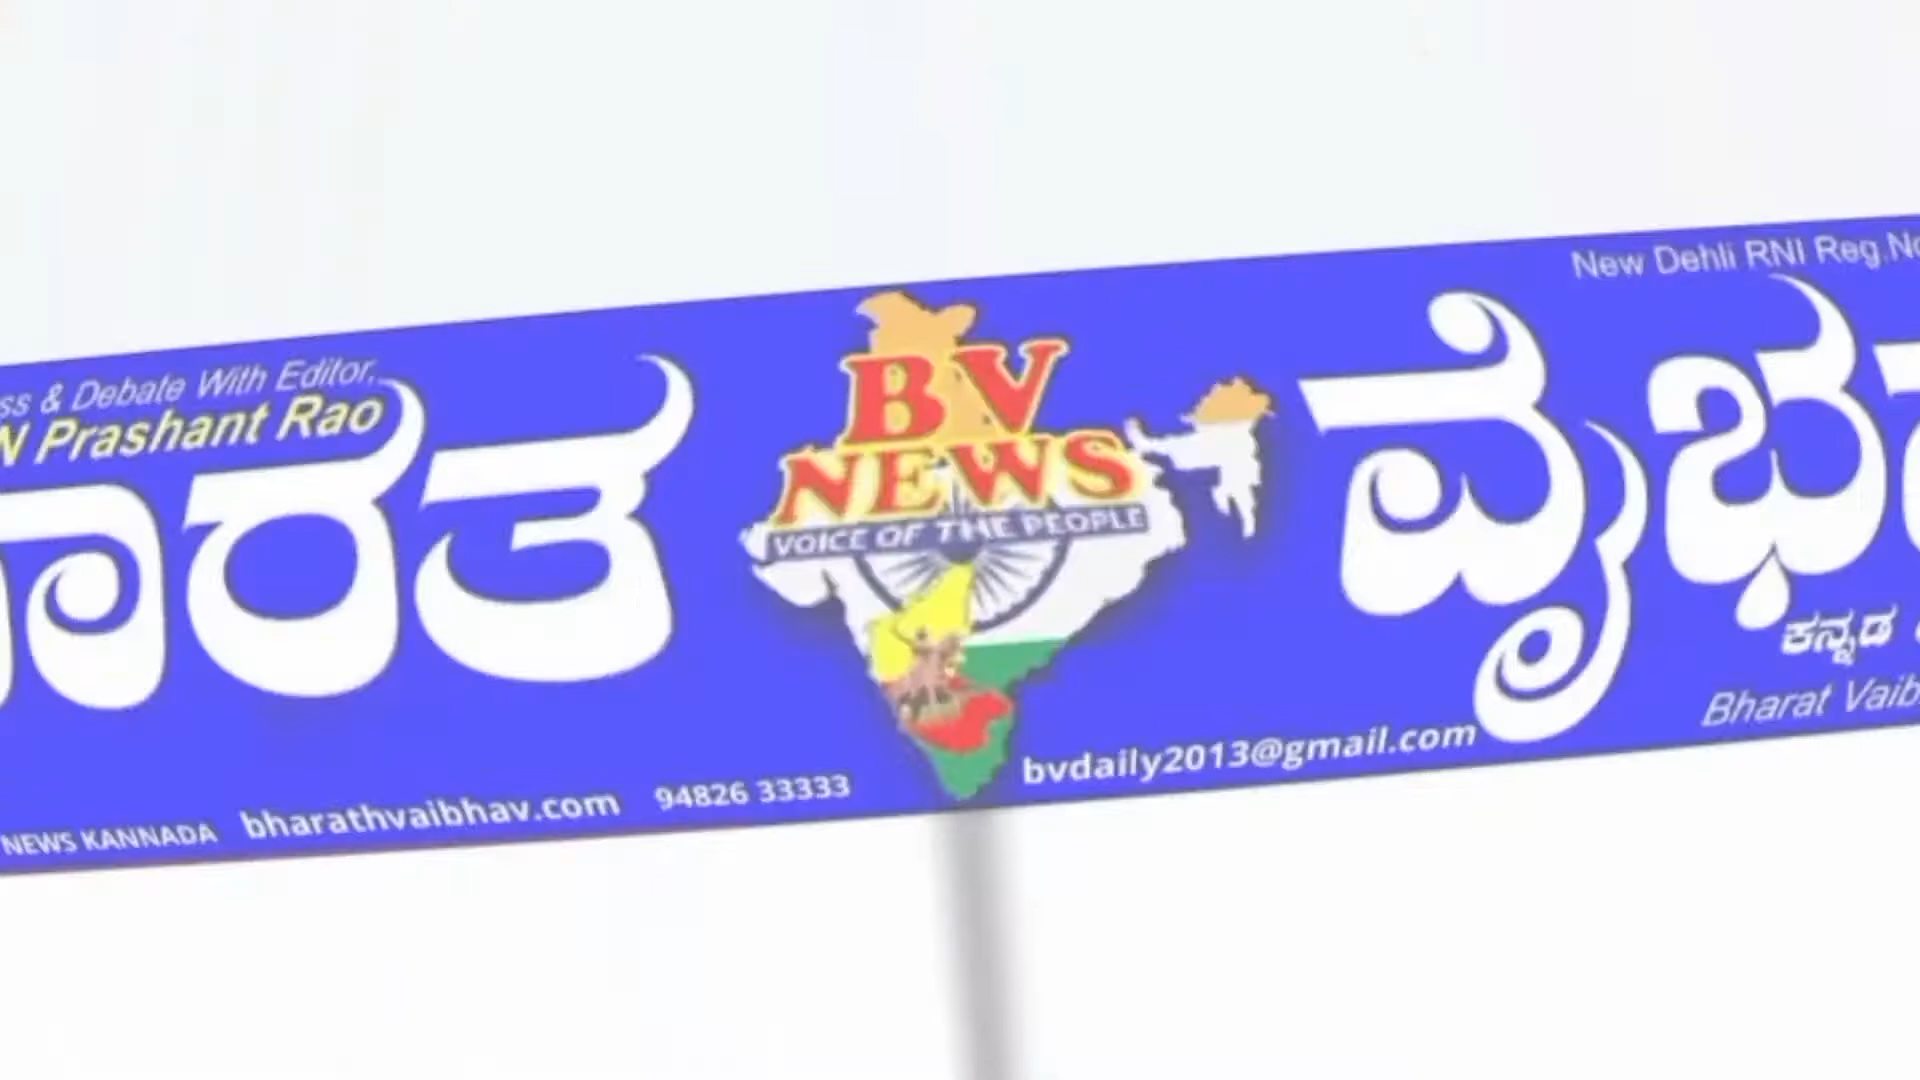 & Debate With Editor,
N Prashant Rao
ಾರತ
BV
NEWS
VOICE OF THE PEOPLE
New Dehli RNI Reg.No
ವೈಭ
ಕನ್ನಡ
Bharat Vaib
NEWS KANNADA bharathvaibhav.com 94826 33333
bvdaily2013@gmail.com